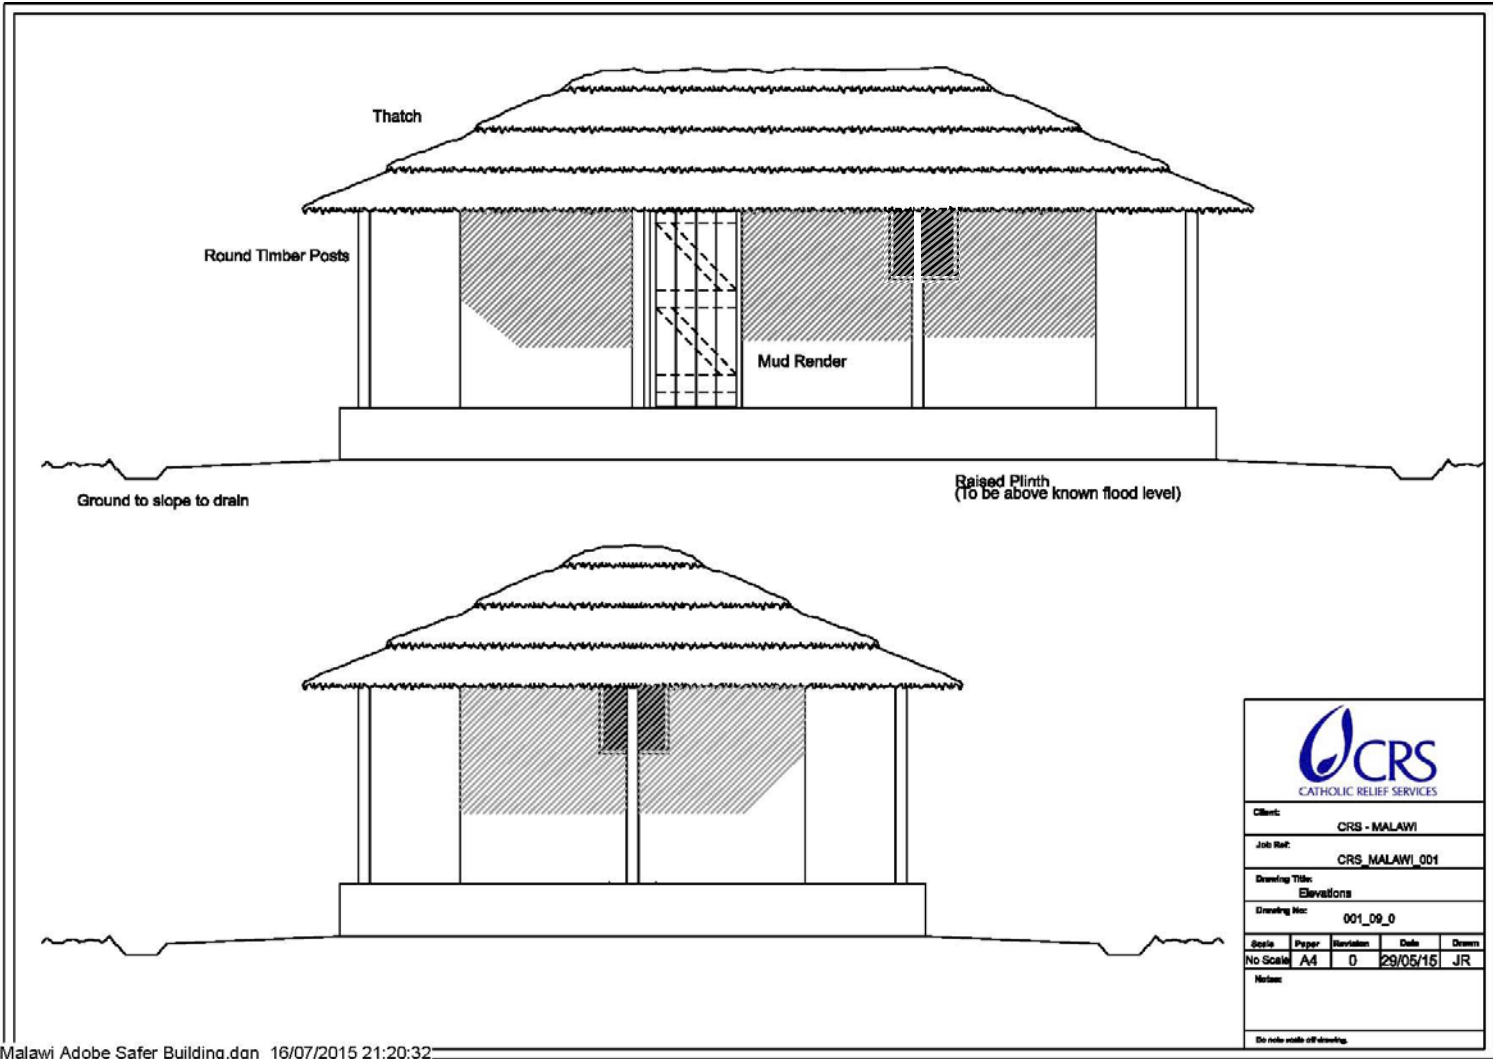 Thatch
Round Timber Posts
Mud Render
Ground to slope to drain
Raised Plinth
(To be above known flood level)
CRS
CATHOLIC RELIEF SERVICES
Client:
CRS - MALAWI
Job Ref:
CRS_MALAWI_001
Drawing Title:
Elevations
Drawing No:
001_09_0
Scale Paper Revision Date Drawn
No Scale A4 0 29/05/15 JR
Notes:
Do note scale off drawing.
Malawi Adobe Safer Building.dgn 16/07/2015 21:20:32